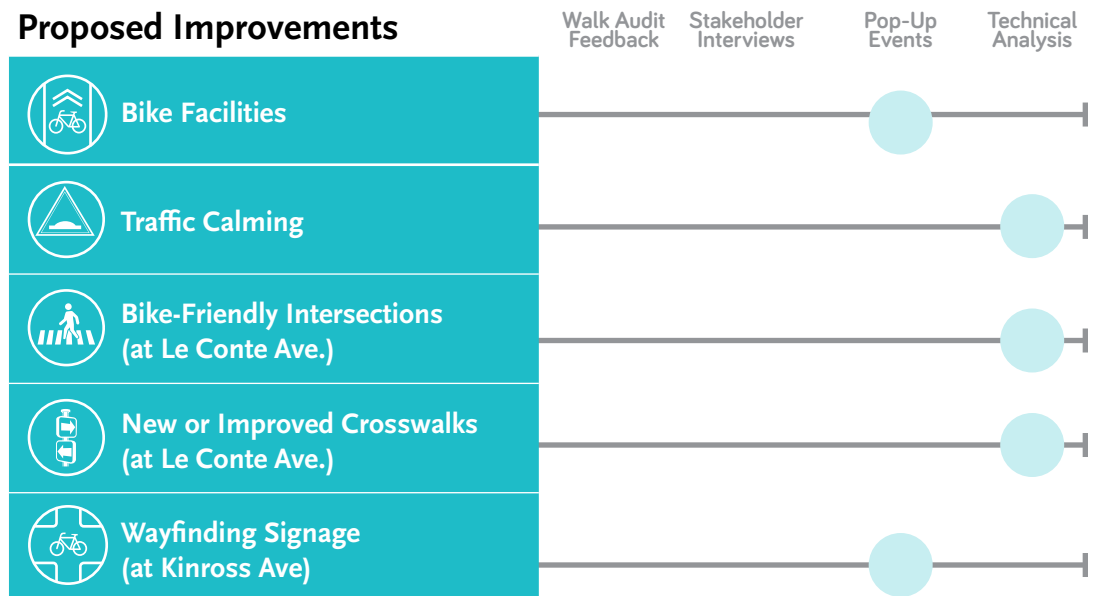 Proposed Improvements
Walk Audit
Feedback
Stakeholder
Interviews
Pop-Up
Events
Technical
Analysis
Bike Facilities
Traffic Calming
Bike-Friendly Intersections
(at Le Conte Ave.)
New or Improved Crosswalks
(at Le Conte Ave.)
Wayfinding Signage
(at Kinross Ave)